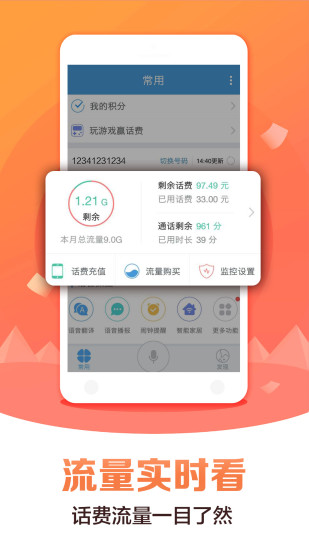 常用
我的积分
玩游戏赢话费
12341231234 切换号码 14:40更新
1.21 G
剩余
本月总流量9.0G
剩余话费 97.49 元
已用话费 33.00 元
通话剩余 961 分
已用时长 39 分
话费充值 流量购买 监控设置
语音翻译 语音播报 闹钟提醒 智能家居 更多功能
常用 发现
流量实时看
话费流量一目了然